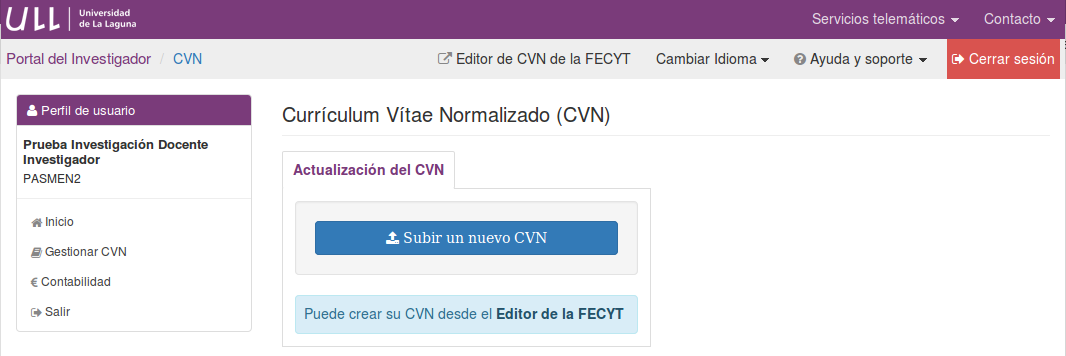 ULL
Universidad
de La Laguna
Servicios telemáticos
Contacto
Portal del Investigador / CVN
Editor de CVN de la FECYT
Cambiar Idioma
Ayuda y soporte
Cerrar sesión
Perfil de usuario
Prueba Investigación Docente
Investigador
PASMEN2
Inicio
Gestionar CVN
€ Contabilidad
Salir
Currículum Vítae Normalizado (CVN)
Actualización del CVN
Subir un nuevo CVN
Puede crear su CVN desde el Editor de la FECYT